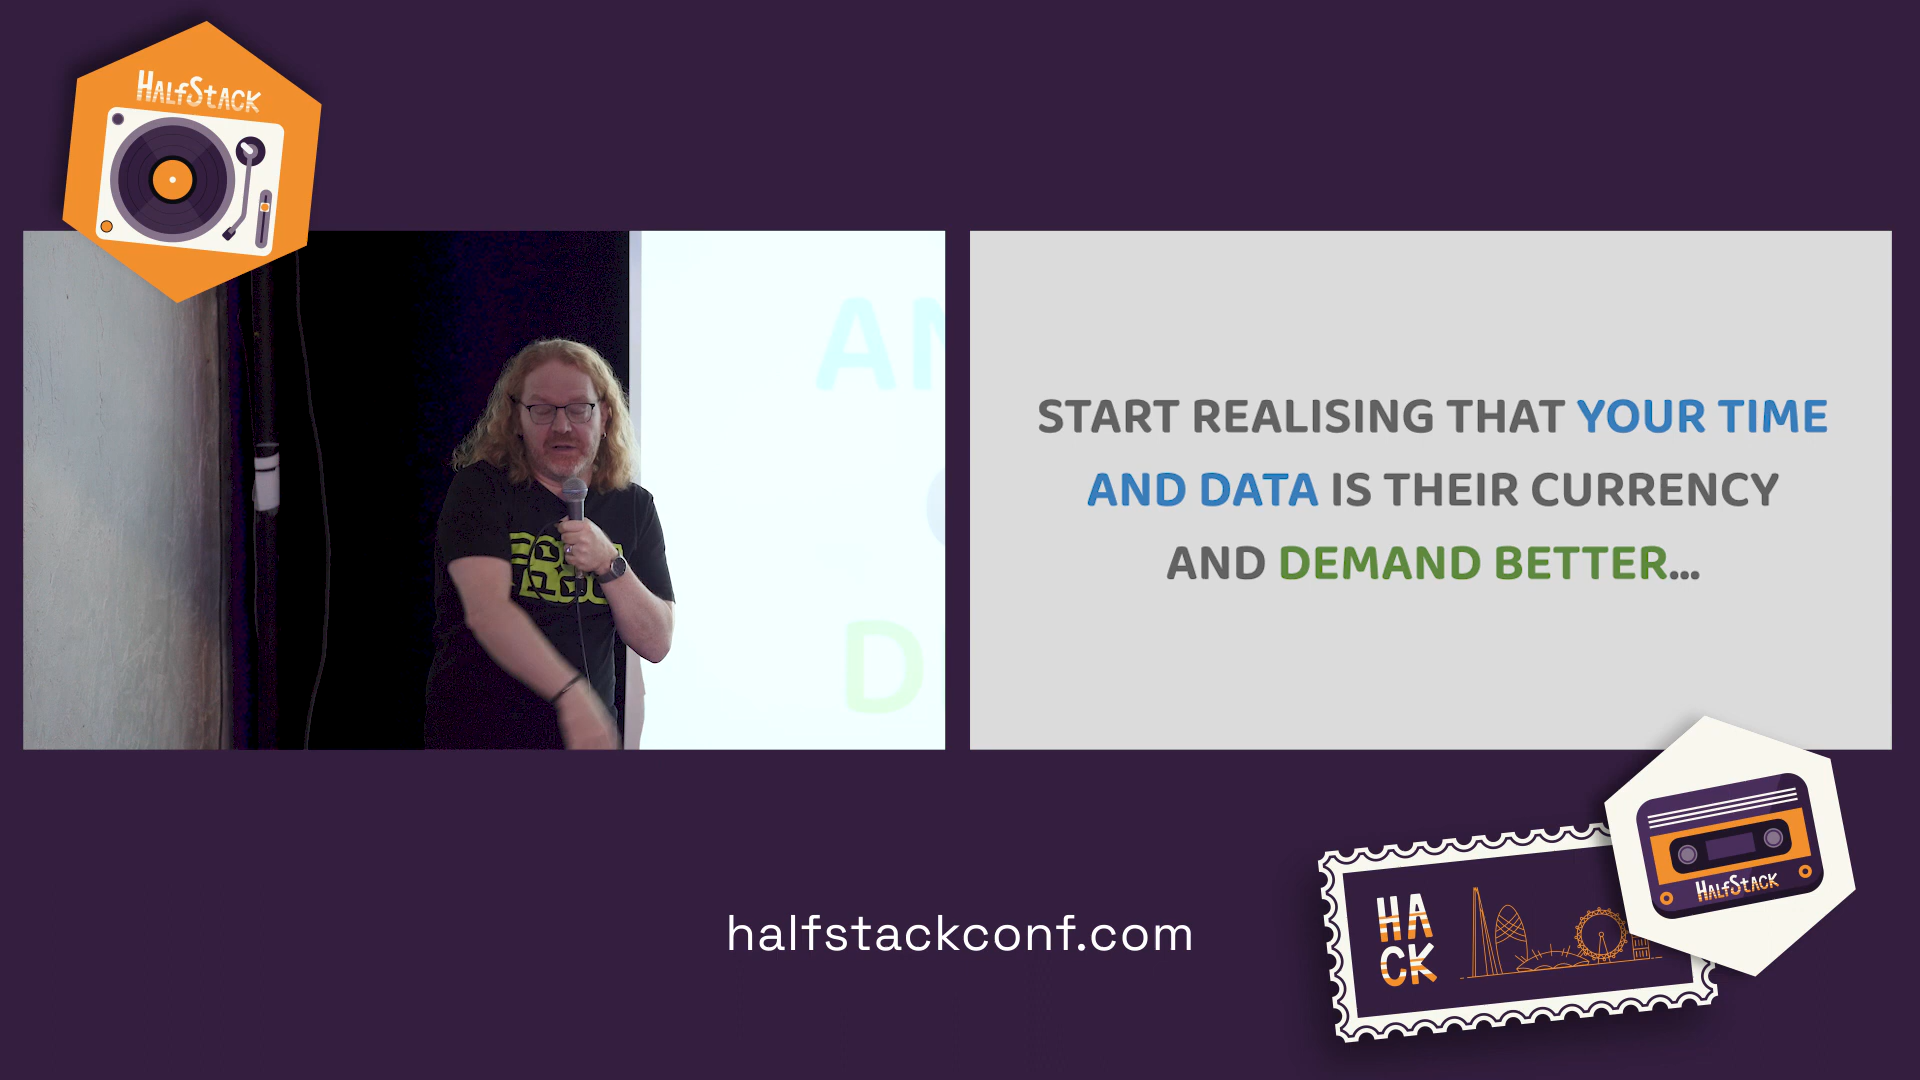 HALFSTACK
START REALISING THAT YOUR TIME
AND DATA IS THEIR CURRENCY
AND DEMAND BETTER...
AN
D
HALFSTACK
HA
CK
halfstackconf.com